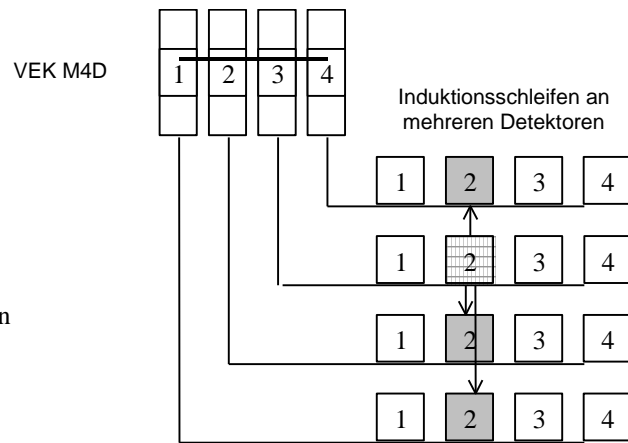 VEK M4D
1 2 3 4
Induktionsschleifen an
mehreren Detektoren
1 2 3 4
1 2 3 4
n
1 2 3 4
1 2 3 4